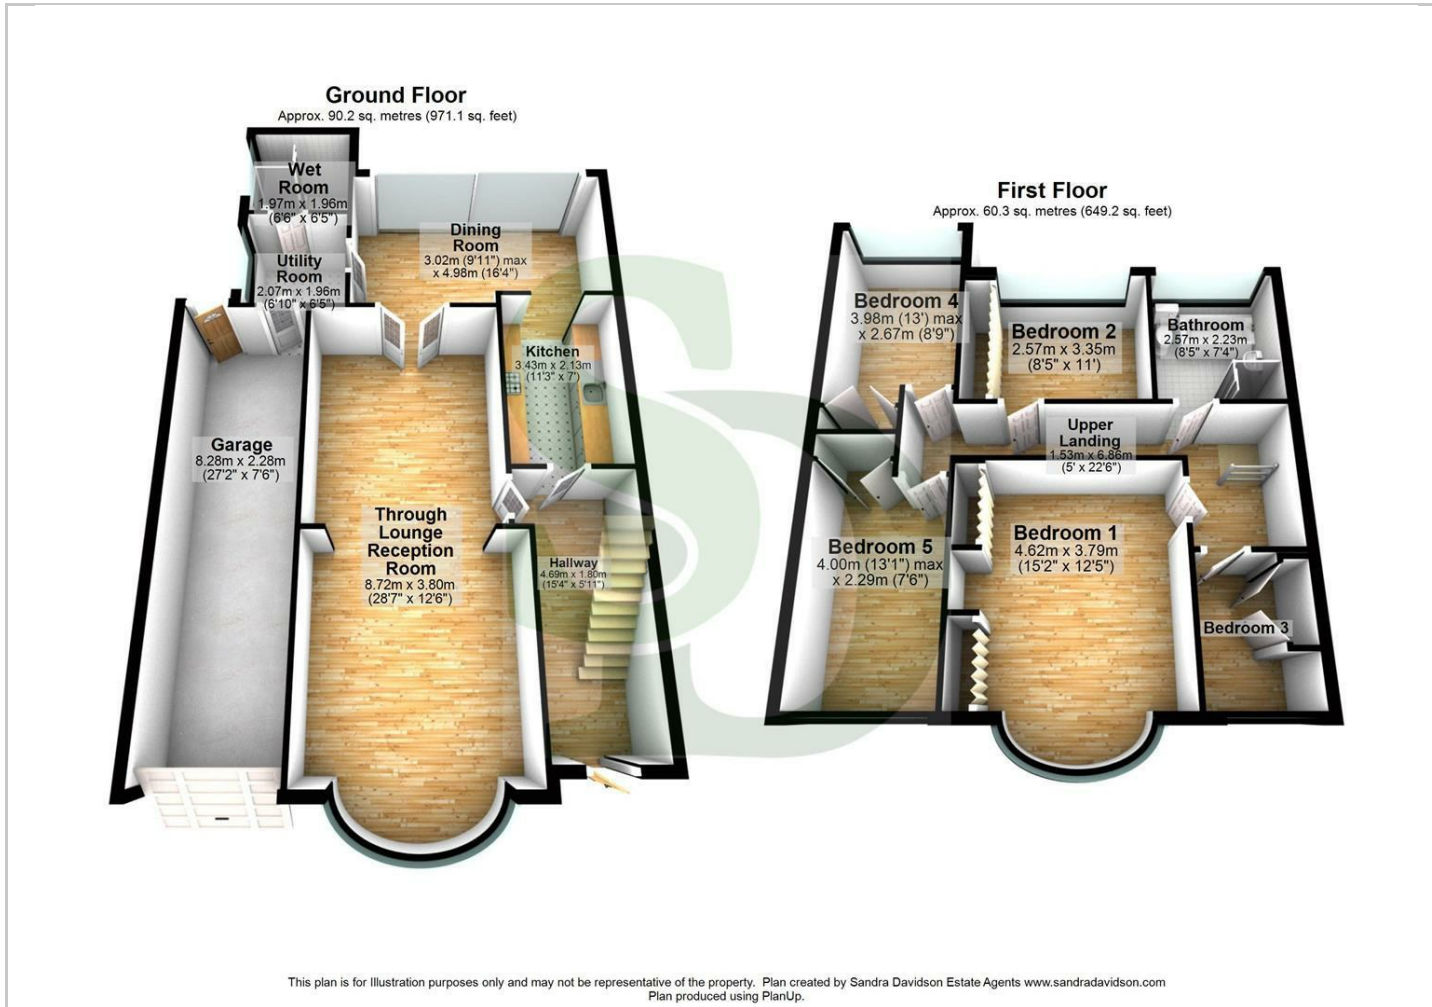 Ground Floor
Approx. 90.2 sq. metres (971.1 sq. feet)
Wet
Room
1.97m x 1.96m
(6'6" x 6'5")
Dining
Room
3.02m (9'11") max
x 4.98m (16'4")
Utility
Room
2.07m x 1.96m
(6'10" x 6'5")
Kitchen
3.43m x 2.13m
(11'3" x 7')
Garage
8.28m x 2.28m
(27'2" x 7'6")
Through
Lounge
Reception
Room
8.72m x 3.80m
(28'7" x 12'6")
Hallway
4.69m x 1.80m
(15'4" x 5'11")
First Floor
Approx. 60.3 sq. metres (649.2 sq. feet)
Bedroom 4
3.98m (13') max
x 2.67m (8'9")
Bedroom 2
2.57m x 3.35m
(8'5" x 11')
Bathroom
2.57m x 2.23m
(8'5" x 7'4")
Upper
Landing
1.53m x 6.86m
(5' x 22'6")
Bedroom 5
4.00m (13'1") max
x 2.29m (7'6")
Bedroom 1
4.62m x 3.79m
(15'2" x 12'5")
Bedroom 3
This plan is for Illustration purposes only and may not be representative of the property. Plan created by Sandra Davidson Estate Agents www.sandradavidson.com
Plan produced using PlanUp.